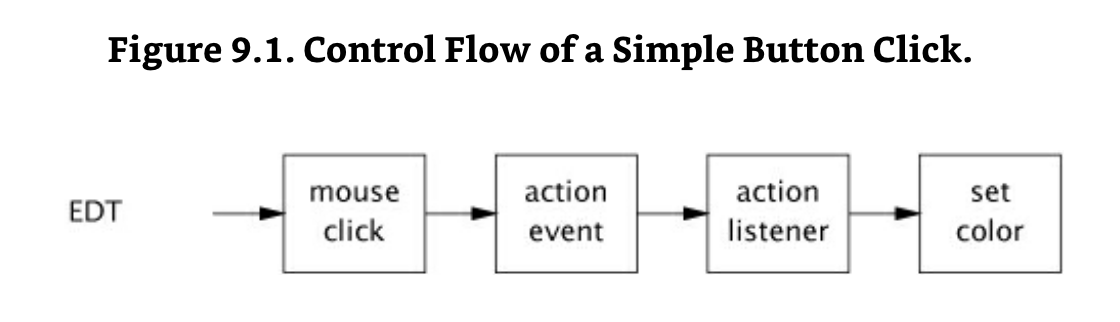 Figure 9.1. Control Flow of a Simple Button Click.
EDT
mouse
click
action
event
action
listener
set
color